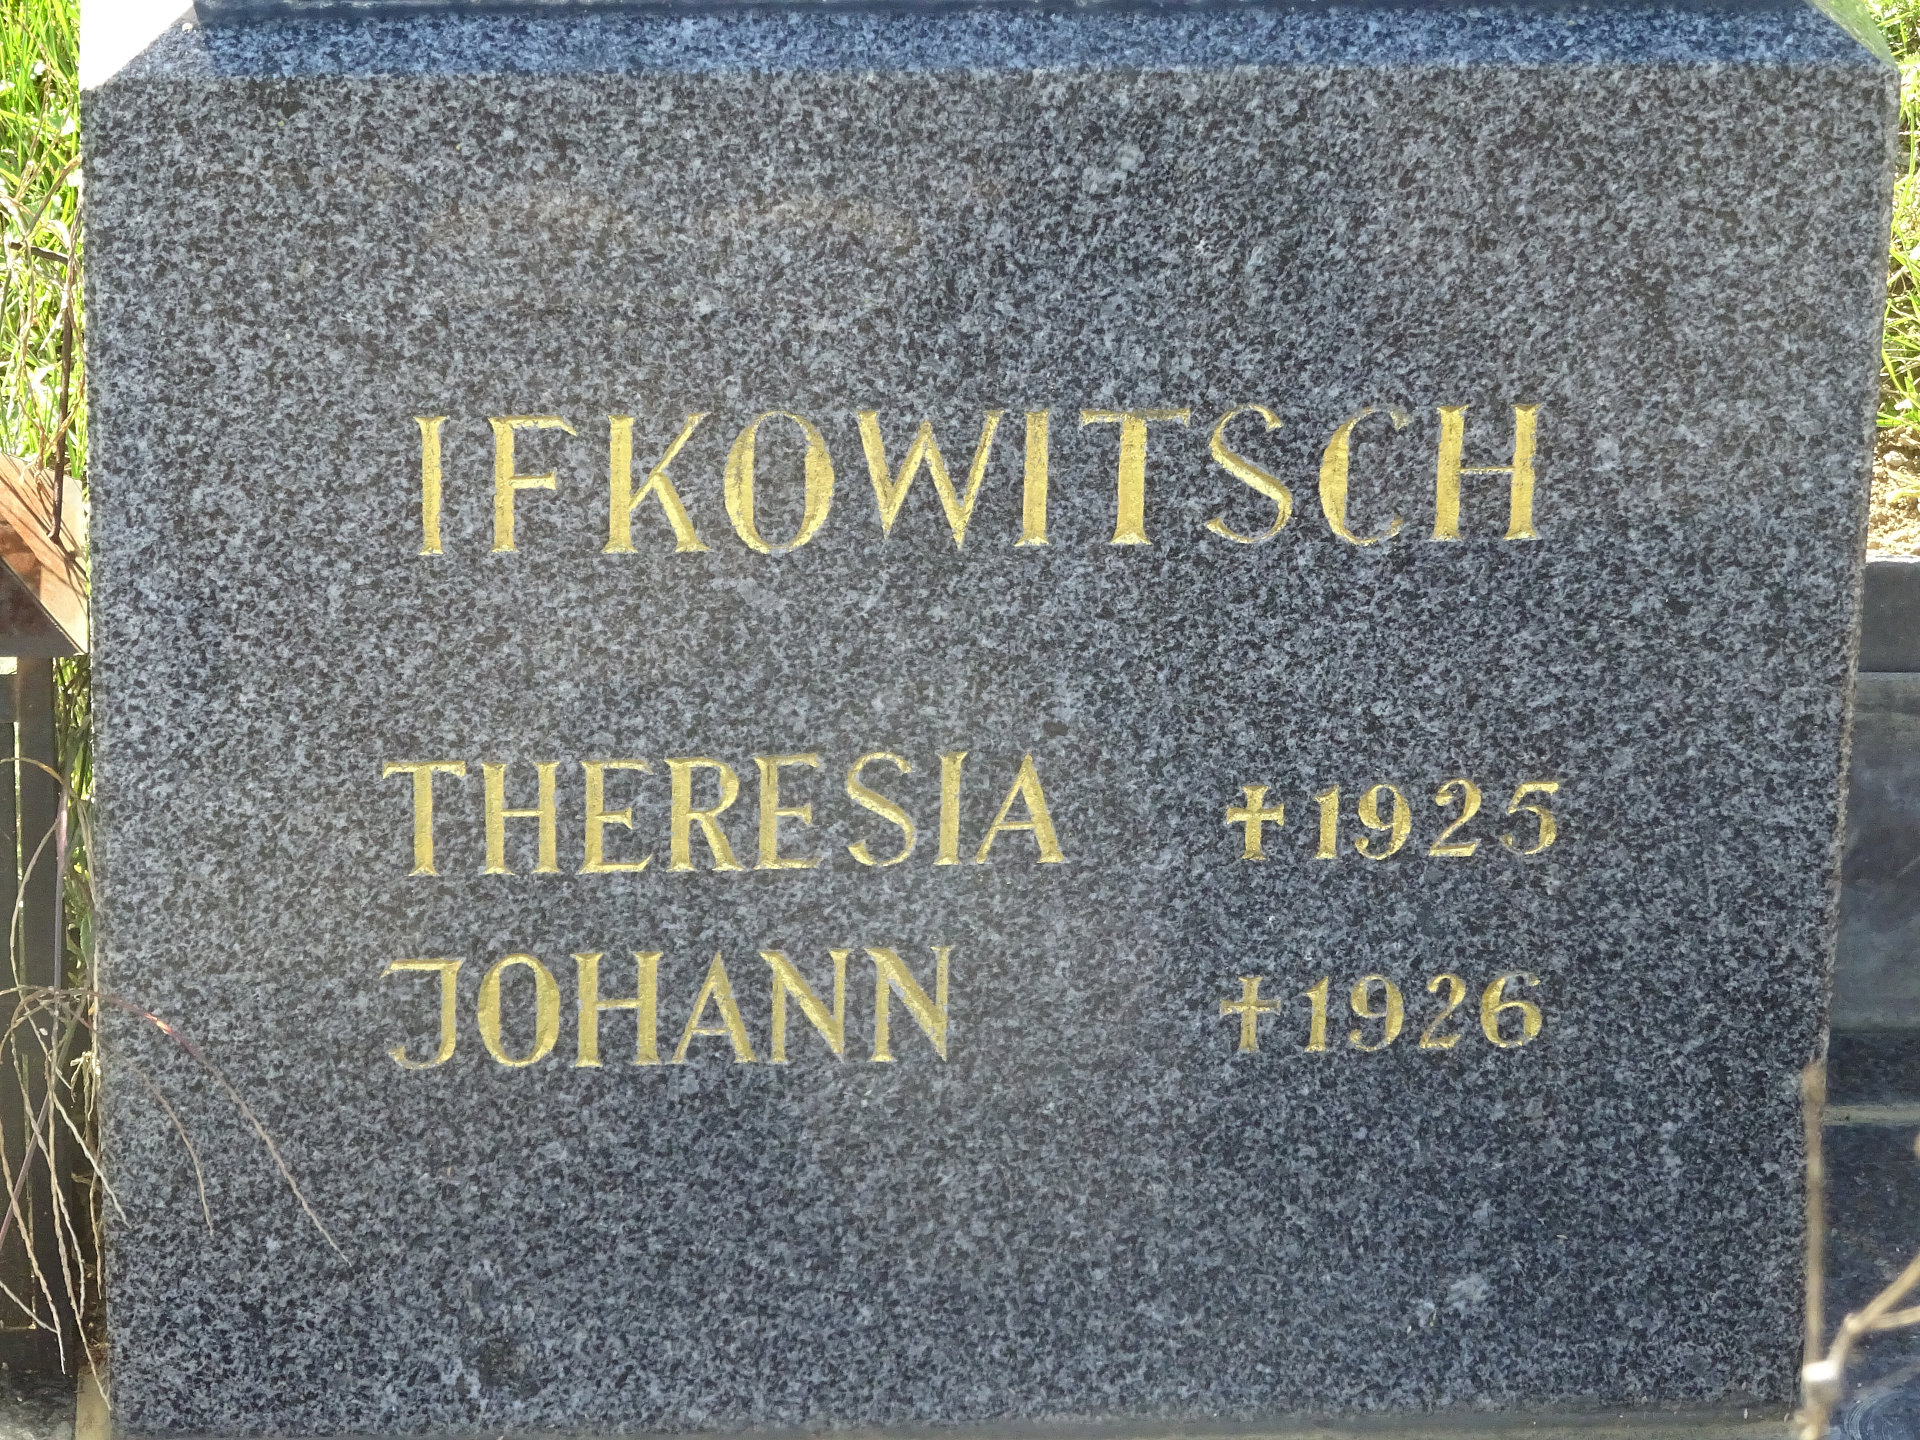 IFKOWITSCH
THERESIA ✝1925
JOHANN ✝1926